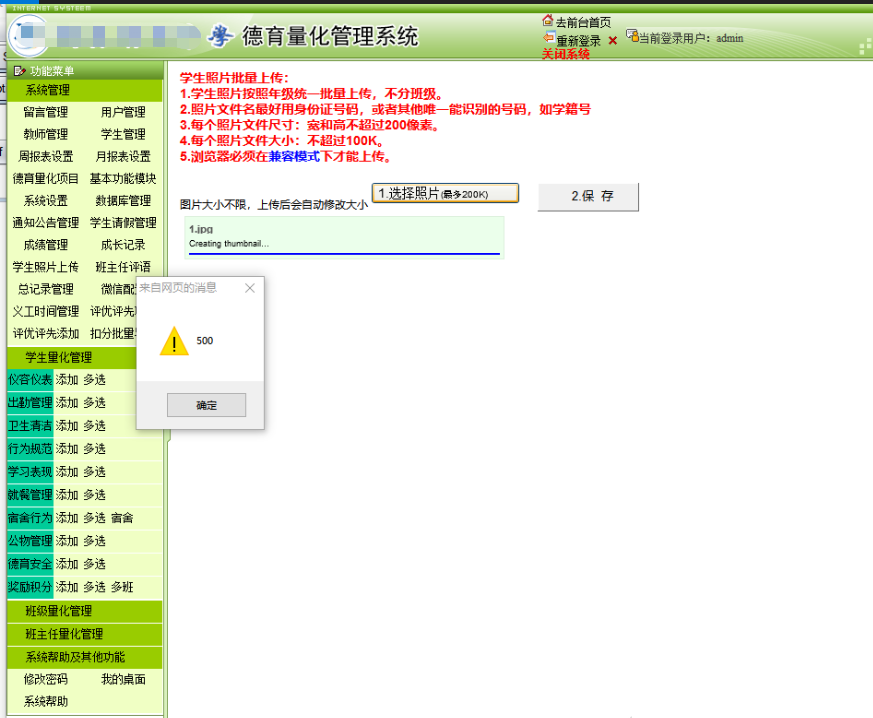 INTERNET SYSTEM
德育量化管理系统
去前台首页
重新登录 当前登录用户：admin
关闭系统
功能菜单
系统管理
留言管理 用户管理
教师管理 学生管理
周报表设置 月报表设置
德育量化项目 基本功能模块
系统设置 数据库管理
通知公告管理 学生请假管理
成绩管理 成长记录
学生照片上传 班主任评语
总记录管理 微信配
义工时间管理 评优评先
评优评先添加 扣分批量
学生量化管理
仪容仪表 添加 多选
出勤管理 添加 多选
卫生清洁 添加 多选
行为规范 添加 多选
学习表现 添加 多选
就餐管理 添加 多选
宿舍行为 添加 多选 宿舍
公物管理 添加 多选
德育安全 添加 多选
奖励积分 添加 多选 多班
班级量化管理
班主任量化管理
系统帮助及其他功能
修改密码 我的桌面
系统帮助
学生照片批量上传：
1.学生照片按照年级统一批量上传，不分班级。
2.照片文件名最好用身份证号码，或者其他唯一能识别的号码，如学籍号
3.每个照片文件尺寸：宽和高不超过200像素。
4.每个照片文件大小：不超过100K。
5.浏览器必须在兼容模式下才能上传。
图片大小不限，上传后会自动修改大小 1.选择照片(最多200K) 2.保 存
1.jpg
Creating thumbnail...
来自网页的消息
500
确定